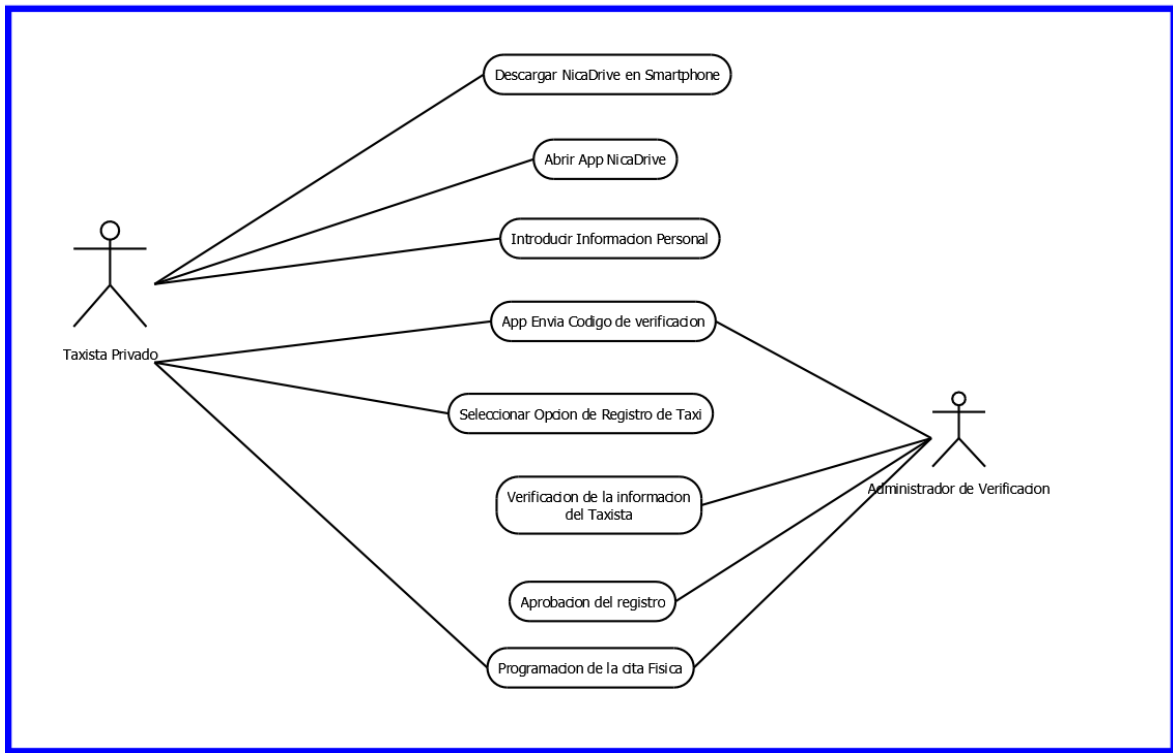 Descargar NicaDrive en Smartphone
Abrir App NicaDrive
Introducir Informacion Personal
App Envia Codigo de verificacion
Taxista Privado
Seleccionar Opcion de Registro de Taxi
Verificacion de la informacion
del Taxista
Administrador de Verificacion
Aprobacion del registro
Programacion de la cita Fisica